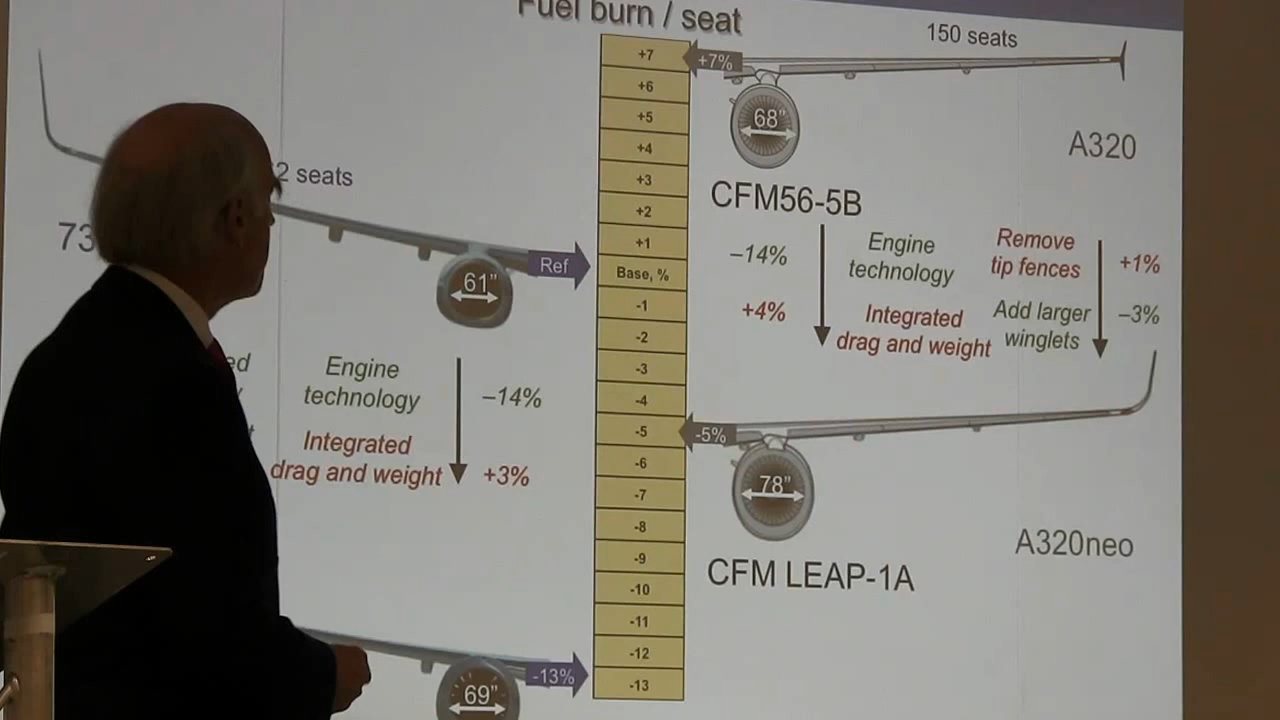 Fuel burn / seat
2 seats
73
Ref
61"
Engine
technology
–14%
Integrated
drag and weight
+3%
ed
-13%
69"
+7
+6
+5
+4
+3
+2
+1
Base, %
-1
-2
-3
-4
-5
-6
-7
-8
-9
-10
-11
-12
-13
150 seats
+7%
68"
A320
CFM56-5B
–14%
Engine
technology
Remove
tip fences
+1%
+4%
Integrated
drag and weight
Add larger
winglets
–3%
-5%
78"
A320neo
CFM LEAP-1A